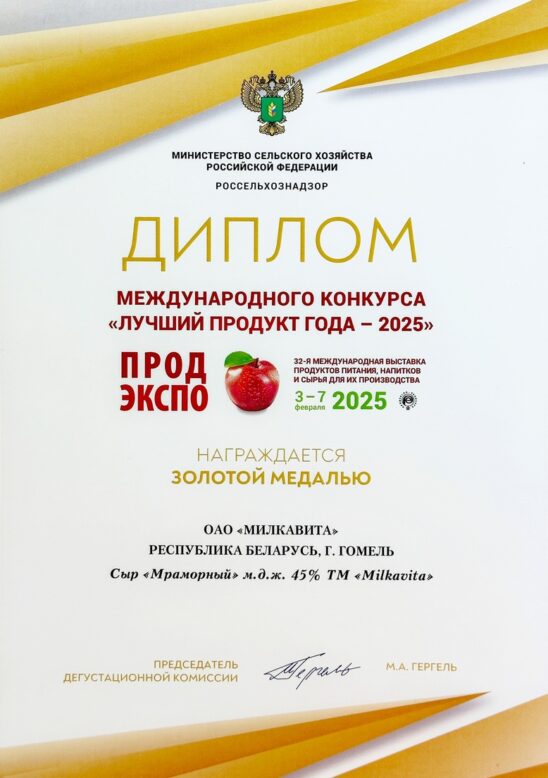 МИНИСТЕРСТВО СЕЛЬСКОГО ХОЗЯЙСТВА
РОССИЙСКОЙ ФЕДЕРАЦИИ
РОССЕЛЬХОЗНАДЗОР
ДИПЛОМ
МЕЖДУНАРОДНОГО КОНКУРСА
«ЛУЧШИЙ ПРОДУКТ ГОДА – 2025»
ПРОД
ЭКСПО
32-Я МЕЖДУНАРОДНАЯ ВЫСТАВКА
ПРОДУКТОВ ПИТАНИЯ, НАПИТКОВ
И СЫРЬЯ ДЛЯ ИХ ПРОИЗВОДСТВА
3–7
февраля
2025
НАГРАЖДАЕТСЯ
ЗОЛОТОЙ МЕДАЛЬЮ
ОАО «МИЛКАВИТА»
РЕСПУБЛИКА БЕЛАРУСЬ, Г. ГОМЕЛЬ
Сыр «Мраморный» м.д.ж. 45% ТМ «Milkavita»
ПРЕДСЕДАТЕЛЬ
ДЕГУСТАЦИОННОЙ КОМИССИИ
М.А. ГЕРГЕЛЬ